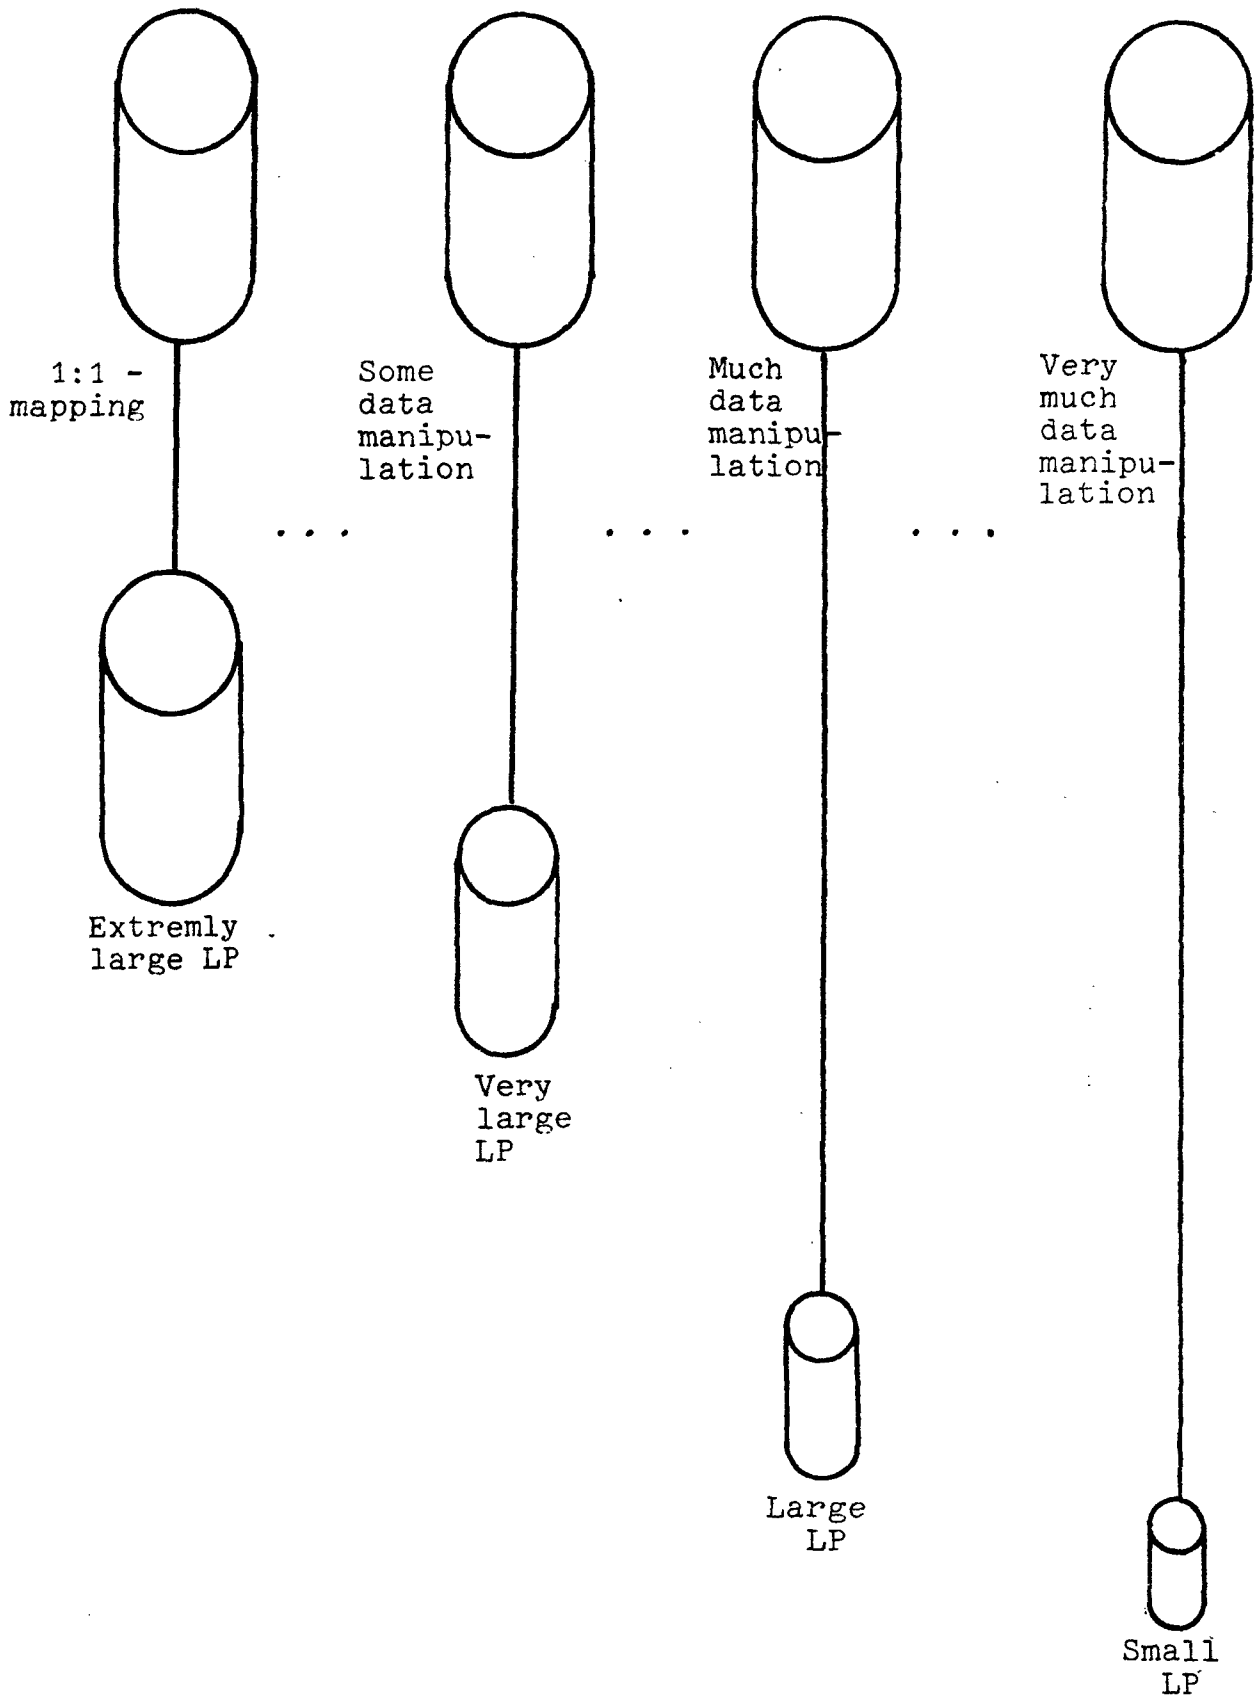 1:1 -
mapping
Some
data
manipu-
lation
Much
data
manipu-
lation
Very
much
data
manipu-
lation
. . .
. . .
. . .
Extremly
large LP
Very
large
LP
Large
LP
Small
LP